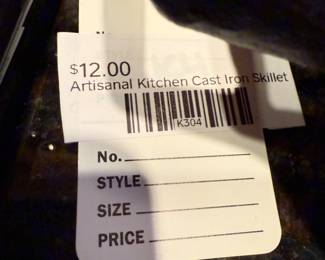 $12.00
Artisanal Kitchen Cast Iron Skillet
K304
No.
STYLE
SIZE
PRICE